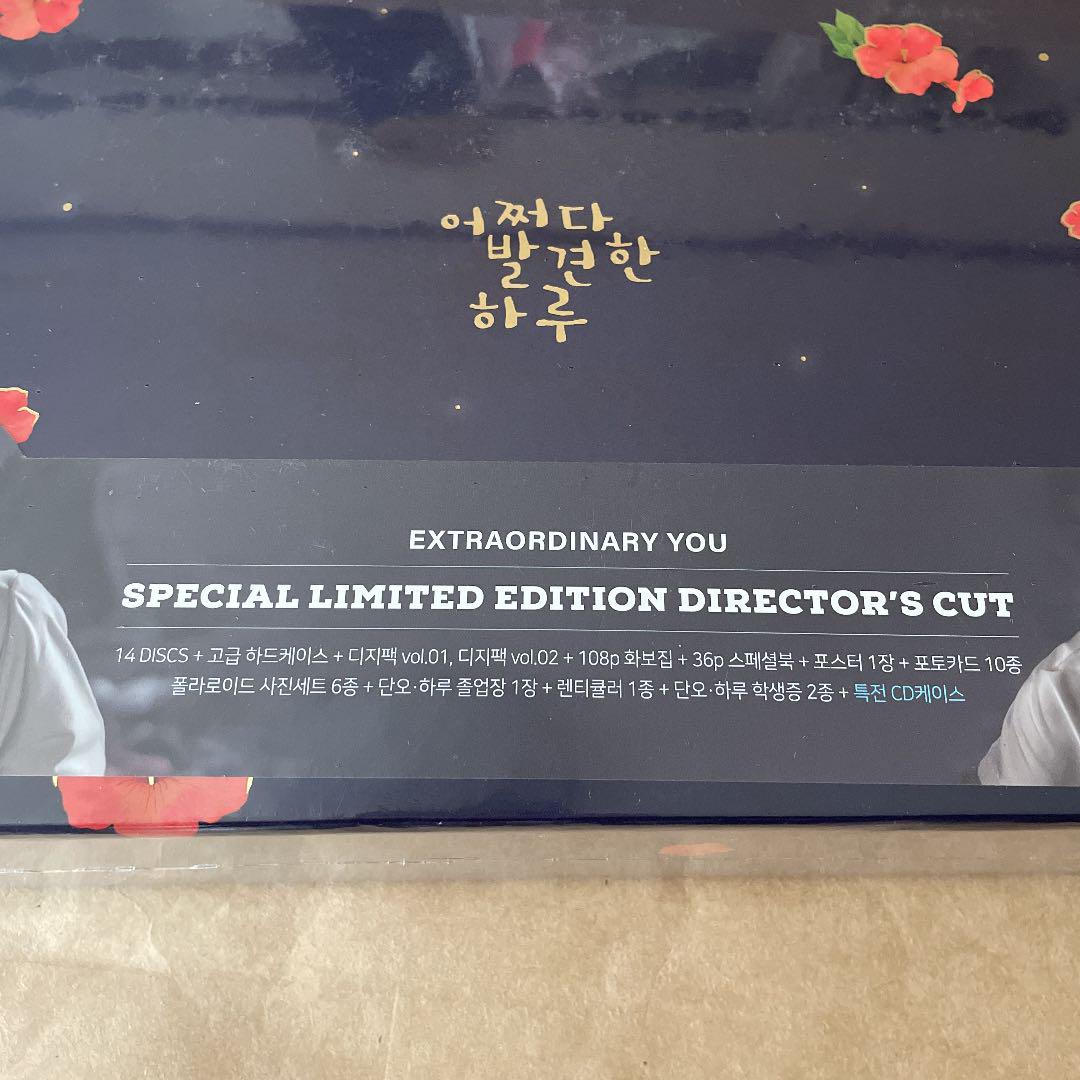 어쩌다
발견한
하루
EXTRAORDINARY YOU
SPECIAL LIMITED EDITION DIRECTOR'S CUT
14 DISCS + 고급 하드케이스 + 디지팩 vol.01, 디지팩 vol.02 + 108p 화보집 + 36p 스페셜북 + 포스터 1장 + 포토카드 10종
폴라로이드 사진세트 6종 + 단오·하루 졸업장 1장 + 렌티큘러 1종 + 단오·하루 학생증 2종 + 특전 CD케이스